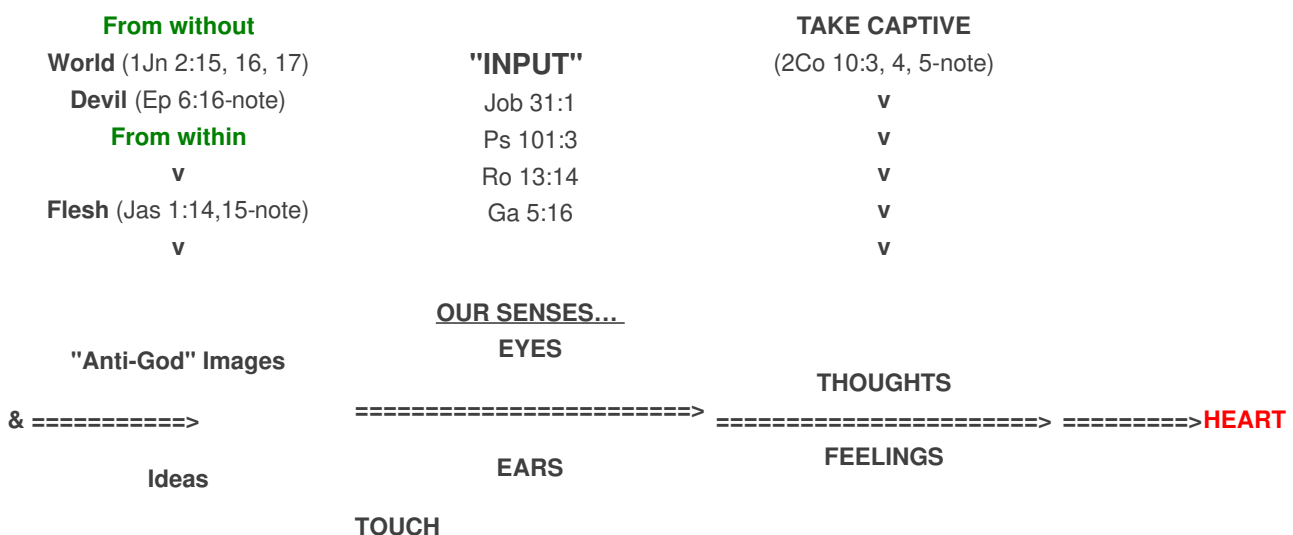 From without
World (1Jn 2:15, 16, 17)
Devil (Ep 6:16-note)
From within
v
Flesh (Jas 1:14,15-note)
v
"INPUT"
Job 31:1
Ps 101:3
Ro 13:14
Ga 5:16
TAKE CAPTIVE
(2Co 10:3, 4, 5-note)
v
v
v
v
v
"Anti-God" Images
& ===========>
Ideas
OUR SENSES…
EYES
========================>
EARS
TOUCH
THOUGHTS
=======================>
FEELINGS
=========>HEART